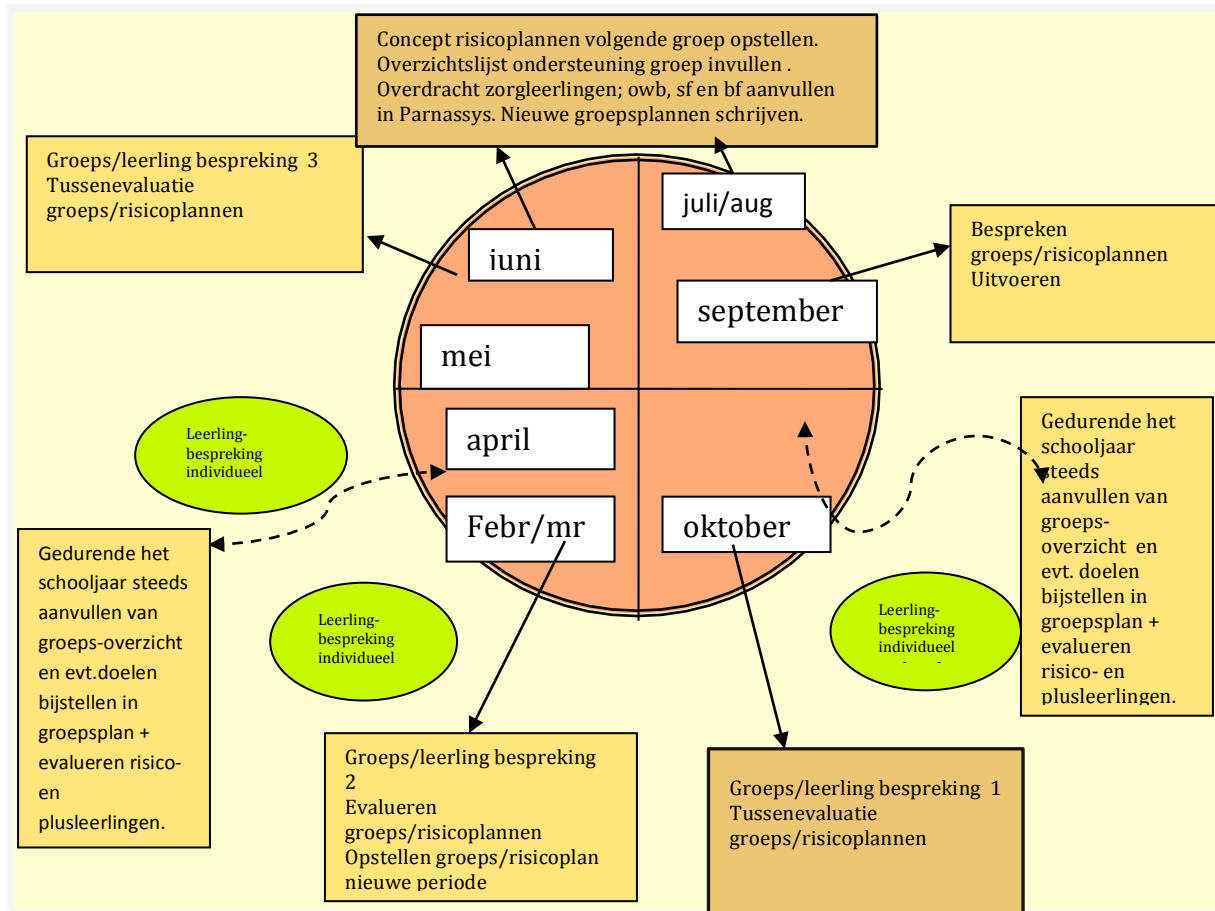 Concept risicoplannen volgende groep opstellen.
Overzichtslijst ondersteuning groep invullen .
Overdracht zorgleerlingen; owb, sf en bf aanvullen
in Parnassys. Nieuwe groepsplannen schrijven.
Groeps/leerling bespreking 3
Tussenevaluatie
groeps/risicoplannen
juli/aug
iuni
Bespreken
groeps/risicoplannen
Uitvoeren
september
mei
april
Leerling-
bespreking
individueel
Gedurende het
schooljaar
steeds
aanvullen van
groeps-
overzicht en
evt. doelen
bijstellen in
groepsplan +
evalueren
risico- en
plusleerlingen.
Febr/mr
oktober
Gedurende het
schooljaar steeds
aanvullen van
groeps-overzicht
en evt.doelen
bijstellen in
groepsplan +
evalueren risico-
en
plusleerlingen.
Leerling-
bespreking
individueel
Leerling-
bespreking
individueel
Groeps/leerling bespreking
2
Evalueren
groeps/risicoplannen
Opstellen groeps/risicoplan
nieuwe periode
Groeps/leerling bespreking 1
Tussenevaluatie
groeps/risicoplannen